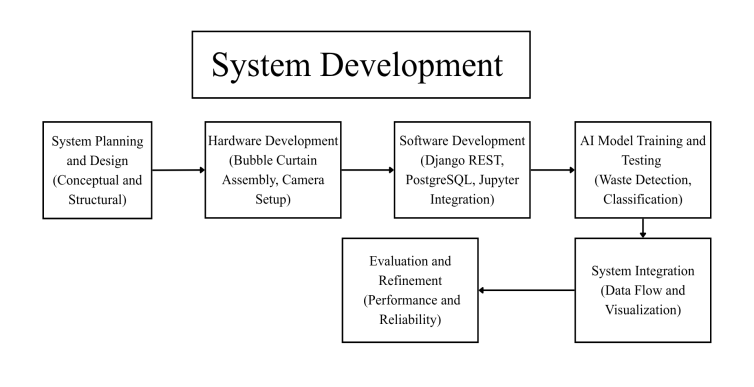 System Development
System Planning
and Design
(Conceptual and
Structural)
Hardware Development
(Bubble Curtain
Assembly, Camera
Setup)
Software Development
(Django REST,
PostgreSQL, Jupyter
Integration)
AI Model Training and
Testing
(Waste Detection,
Classification)
System Integration
(Data Flow and
Visualization)
Evaluation and
Refinement
(Performance and
Reliability)